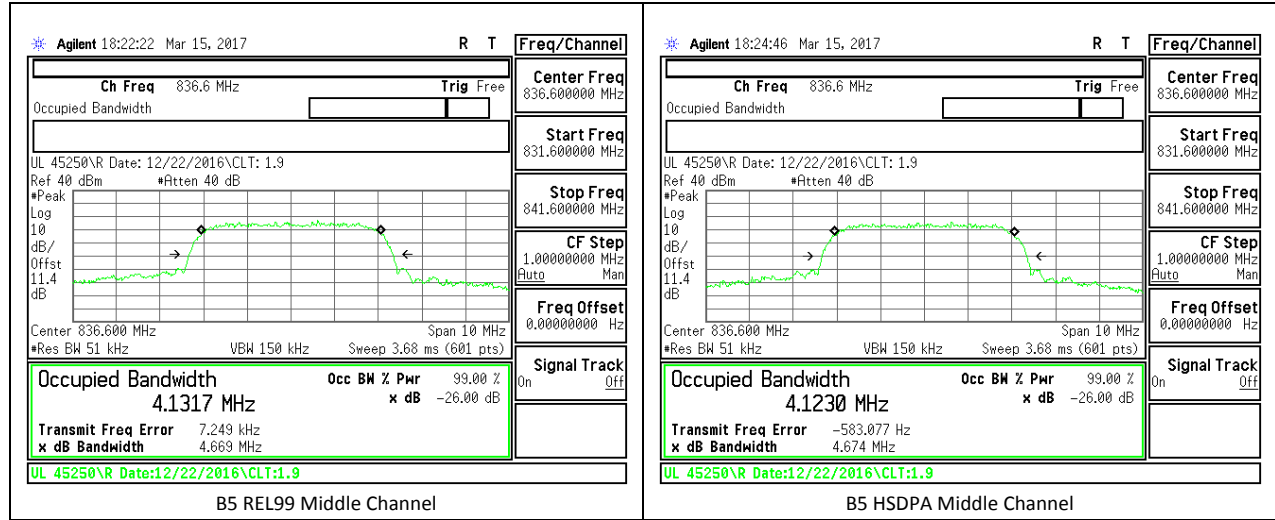 Agilent 18:22:22 Mar 15, 2017 R T
Freq/Channel
Ch Freq 836.6 MHz Trig Free
Occupied Bandwidth
Center Freq
836.600000 MHz
Start Freq
831.600000 MHz
UL 45250\R Date: 12/22/2016\CLT: 1.9
Ref 40 dBm #Atten 40 dB
#Peak
Log
10
dB/
Offst
11.4
dB
Stop Freq
841.600000 MHz
CF Step
1.00000000 MHz
Auto Man
Freq Offset
0.00000000 Hz
Center 836.600 MHz Span 10 MHz
#Res BW 51 kHz VBW 150 kHz Sweep 3.68 ms (601 pts)
Signal Track
On Off
Occupied Bandwidth Occ BW % Pwr 99.00 %
4.1317 MHz x dB -26.00 dB
Transmit Freq Error 7.249 kHz
x dB Bandwidth 4.669 MHz
UL 45250\R Date:12/22/2016\CLT:1.9
B5 REL99 Middle Channel
Agilent 18:24:46 Mar 15, 2017 R T
Freq/Channel
Ch Freq 836.6 MHz Trig Free
Occupied Bandwidth
Center Freq
836.600000 MHz
Start Freq
831.600000 MHz
UL 45250\R Date: 12/22/2016\CLT: 1.9
Ref 40 dBm #Atten 40 dB
#Peak
Log
10
dB/
Offst
11.4
dB
Stop Freq
841.600000 MHz
CF Step
1.00000000 MHz
Auto Man
Freq Offset
0.00000000 Hz
Center 836.600 MHz Span 10 MHz
#Res BW 51 kHz VBW 150 kHz Sweep 3.68 ms (601 pts)
Signal Track
On Off
Occupied Bandwidth Occ BW % Pwr 99.00 %
4.1230 MHz x dB -26.00 dB
Transmit Freq Error -583.077 Hz
x dB Bandwidth 4.674 MHz
UL 45250\R Date:12/22/2016\CLT:1.9
B5 HSDPA Middle Channel